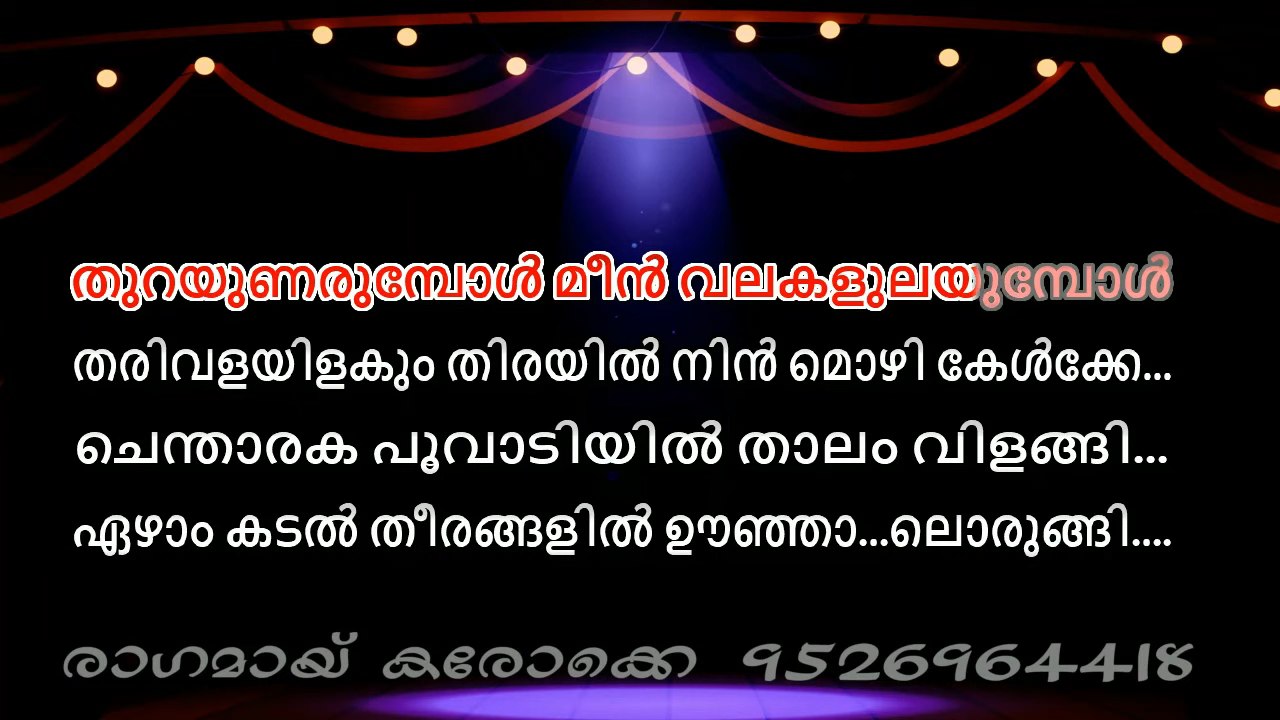 തുറയുണരുമ്പോൾ മീൻ വലകളുലയുമ്പോൾ
തരിവളയിളകും തിരയിൽ നിൻ മൊഴി കേൾക്കേ...
ചെന്താരക പൂവാടിയിൽ താലം വിളങ്ങി...
ഏഴാം കടൽ തീരങ്ങളിൽ ഊഞ്ഞാ...ലൊരുങ്ങി....
രാഗമായ് കരോക്കെ 9526964418